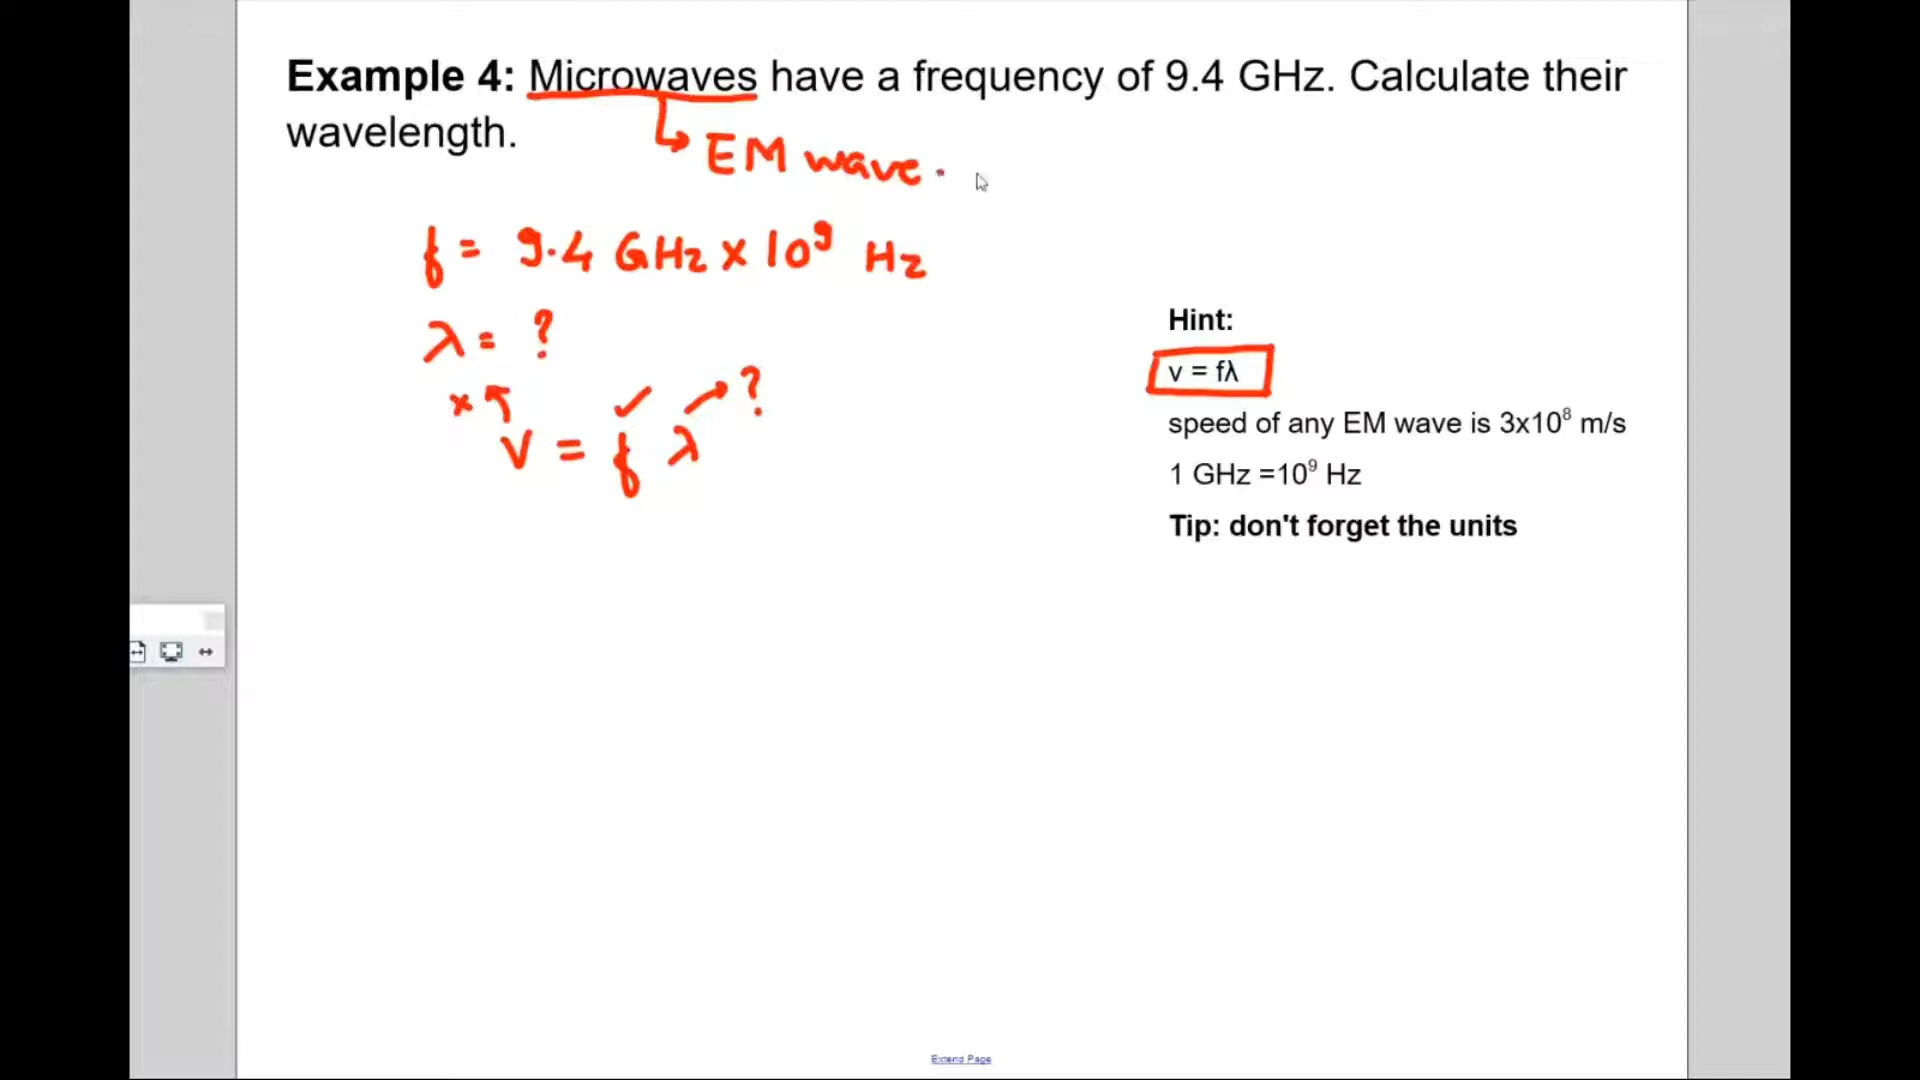 Example 4: Microwaves have a frequency of 9.4 GHz. Calculate their
wavelength.
EM wave.
f = 9.4 GHz x 10⁹ Hz
λ = ?
x ✓ ?
v = f λ
Hint:
v = fλ
speed of any EM wave is 3x10⁸ m/s
1 GHz =10⁹ Hz
Tip: don't forget the units
Extend Page